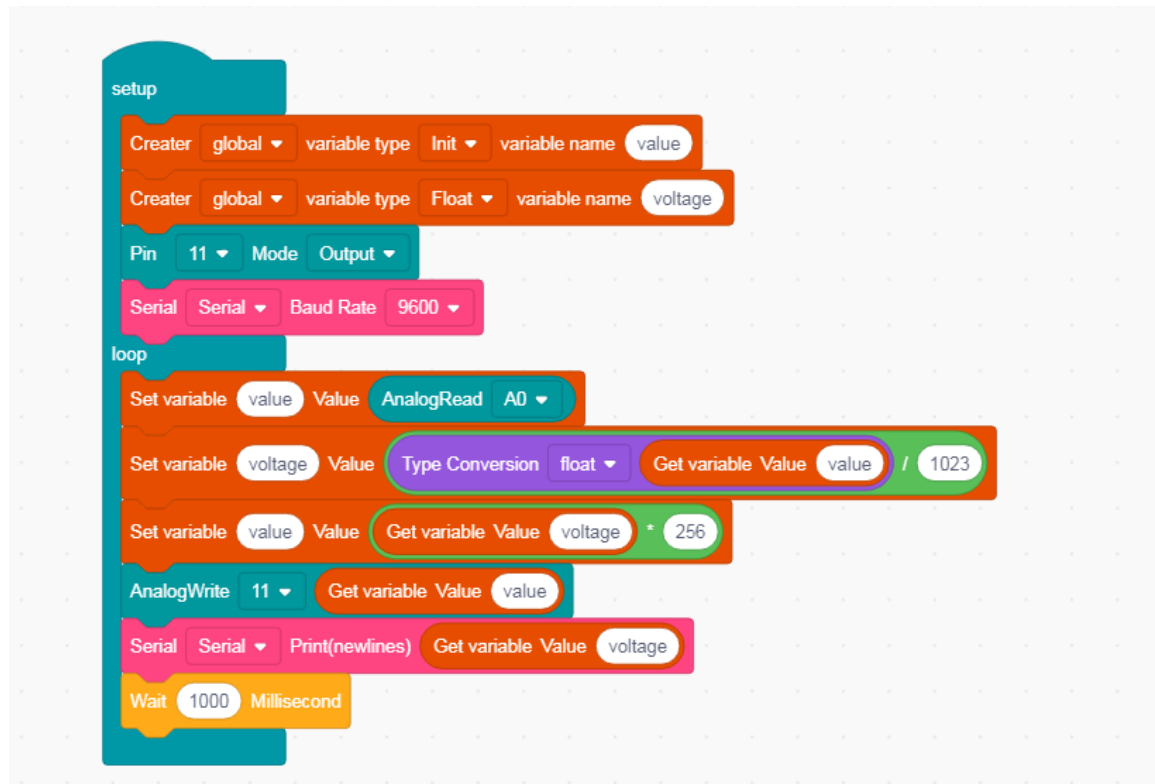 setup
Creater global variable type Init variable name value
Creater global variable type Float variable name voltage
Pin 11 Mode Output
Serial Serial Baud Rate 9600
loop
Set variable value Value AnalogRead A0
Set variable voltage Value Type Conversion float Get variable Value value / 1023
Set variable value Value Get variable Value voltage * 256
AnalogWrite 11 Get variable Value value
Serial Serial Print(newlines) Get variable Value voltage
Wait 1000 Millisecond